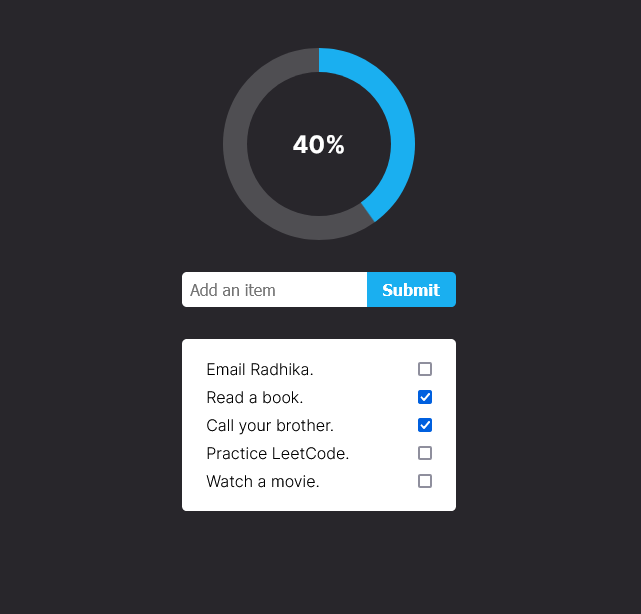 40%
Add an item
Submit
Email Radhika.
Read a book.
Call your brother.
Practice LeetCode.
Watch a movie.